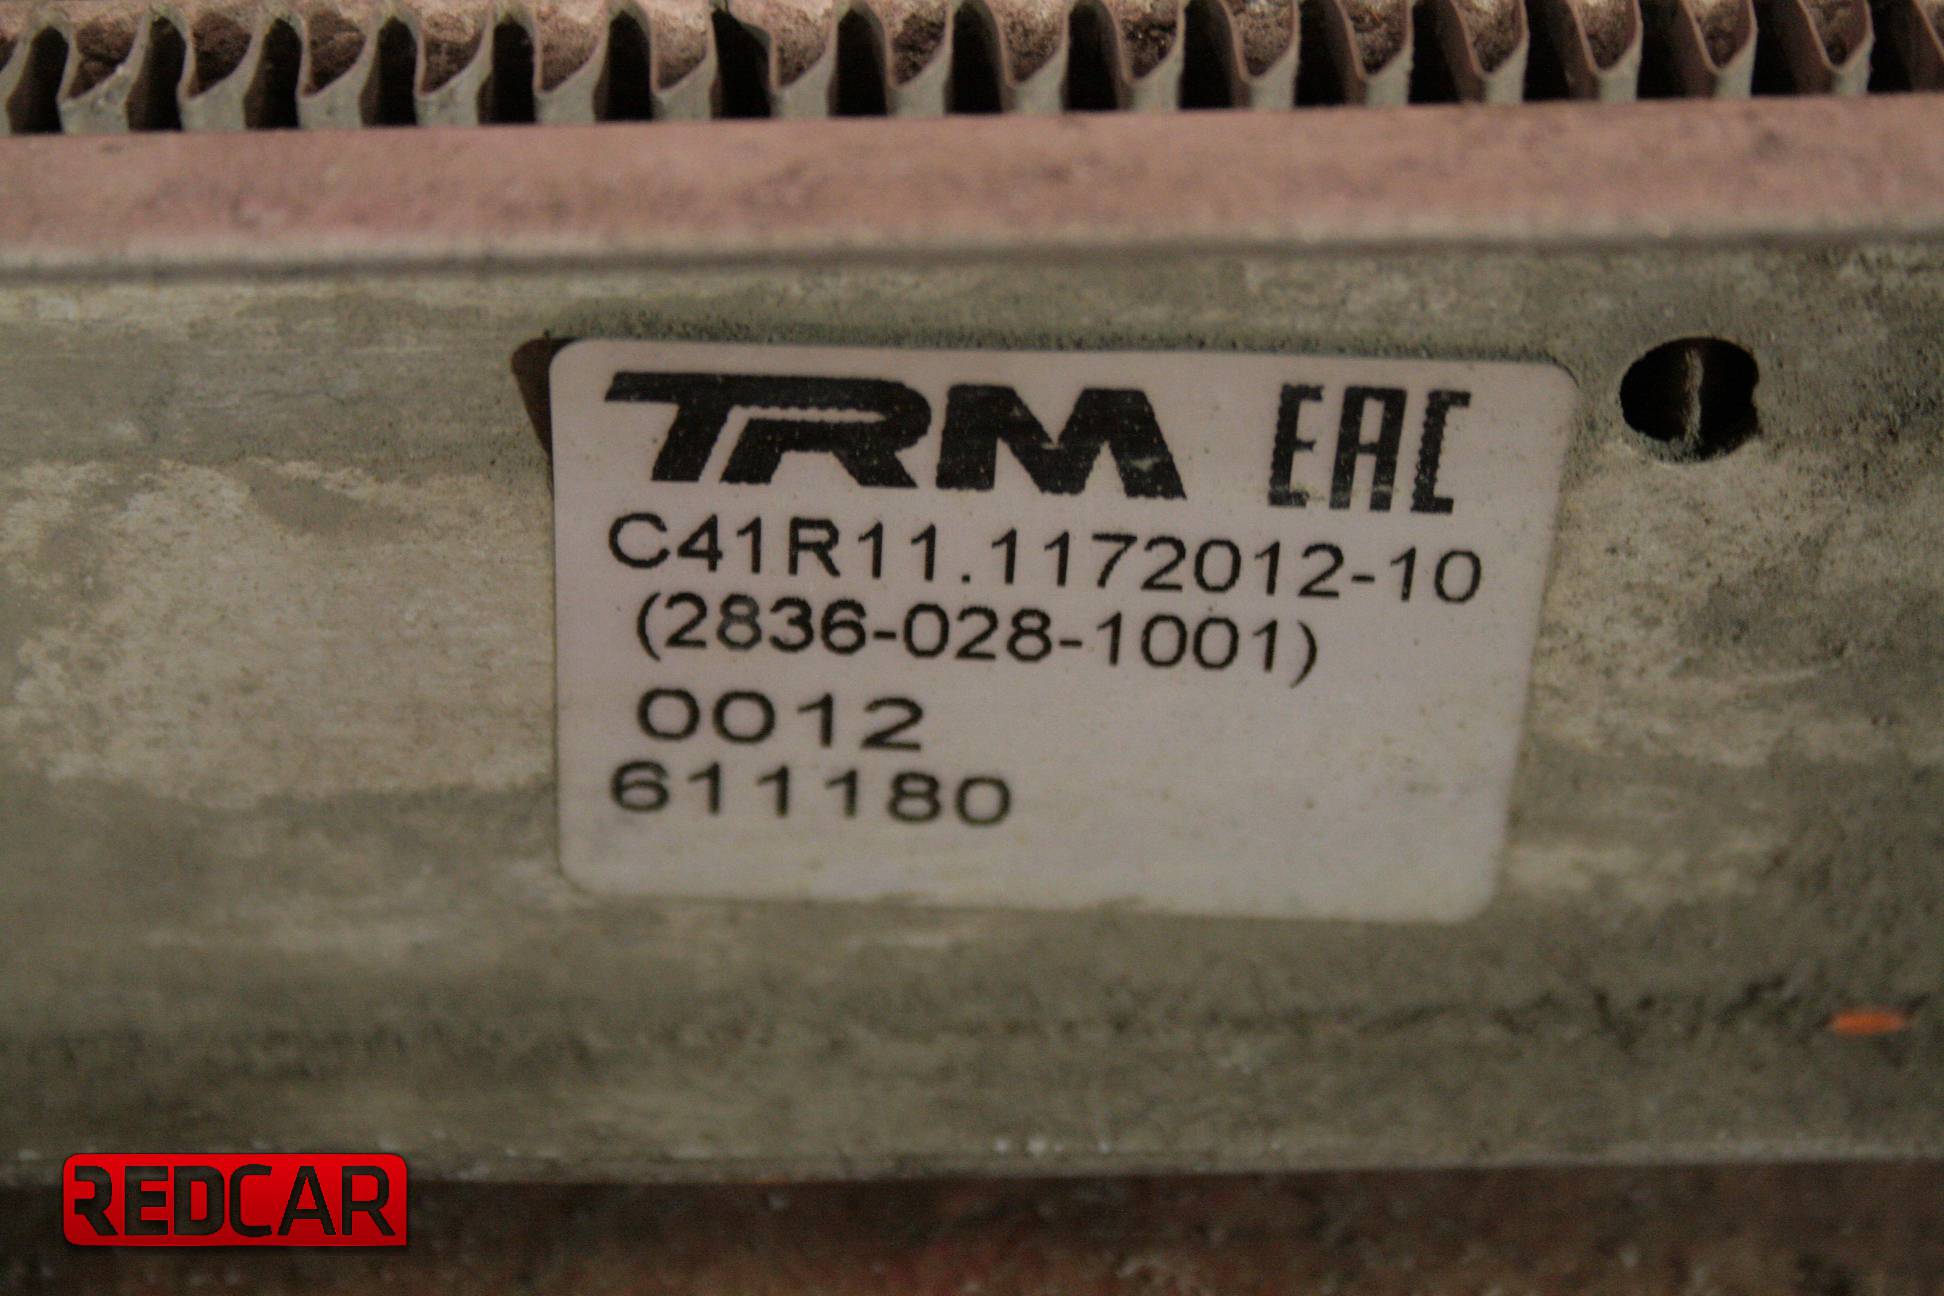 TRM EAC
C41R11.1172012-10
(2836-028-1001)
0012
611180
REDCAR